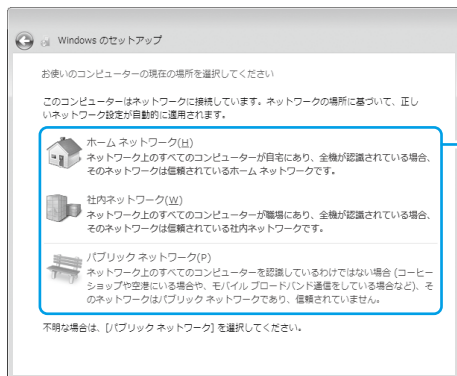 Windows のセットアップ
お使いのコンピューターの現在の場所を選択してください
このコンピューターはネットワークに接続しています。ネットワークの場所に基づいて、正し
いネットワーク設定が自動的に適用されます。
ホーム ネットワーク(H)
ネットワーク上のすべてのコンピューターが自宅にあり、全機が認識されている場合、
そのネットワークは信頼されているホーム ネットワークです。
社内ネットワーク(W)
ネットワーク上のすべてのコンピューターが職場にあり、全機が認識されている場合、
そのネットワークは信頼されている社内ネットワークです。
パブリック ネットワーク(P)
ネットワーク上のすべてのコンピューターを認識しているわけではない場合 (コーヒー
ショップや空港にいる場合や、モバイル ブロードバンド通信をしている場合など)、そ
のネットワークはパブリック ネットワークであり、信頼されていません。
不明な場合は、[パブリック ネットワーク] を選択してください。